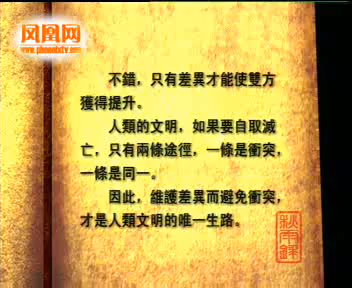 凤凰网
www.phoenixtv.com
不錯，只有差異才能使雙方
獲得提升。
人類的文明，如果要自取滅
亡，只有兩條途徑，一條是衝突，
一條是同一。
因此，維護差異而避免衝突，
才是人類文明的唯一生路。
秋雨